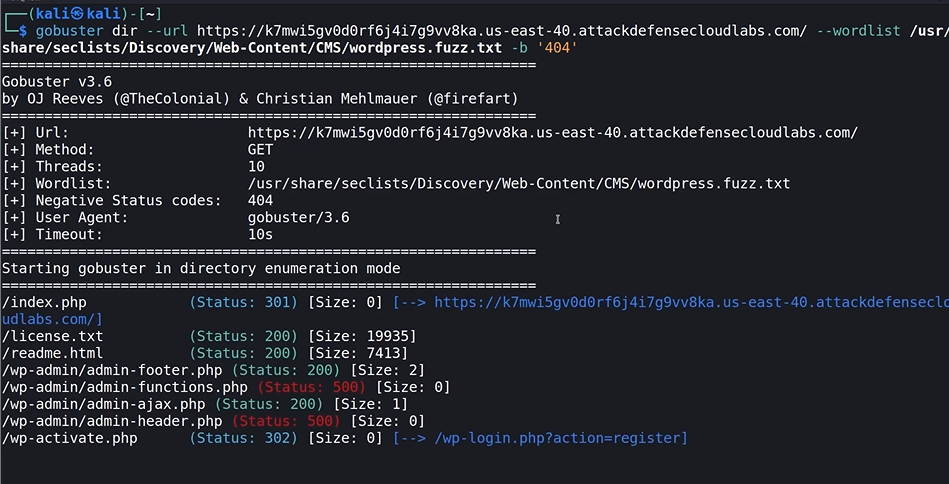 ┌──(kali㉿kali)-[~]
└─$ gobuster dir --url https://k7mwi5gv0d0rf6j4i7g9vv8ka.us-east-40.attackdefensecloudlabs.com/ --wordlist /usr/
share/seclists/Discovery/Web-Content/CMS/wordpress.fuzz.txt -b '404'
===============================================================
Gobuster v3.6
by OJ Reeves (@TheColonial) & Christian Mehlmauer (@firefart)
===============================================================
[+] Url:                     https://k7mwi5gv0d0rf6j4i7g9vv8ka.us-east-40.attackdefensecloudlabs.com/
[+] Method:                  GET
[+] Threads:                 10
[+] Wordlist:                /usr/share/seclists/Discovery/Web-Content/CMS/wordpress.fuzz.txt
[+] Negative Status codes:   404
[+] User Agent:              gobuster/3.6
[+] Timeout:                 10s
===============================================================
Starting gobuster in directory enumeration mode
===============================================================
/index.php            (Status: 301) [Size: 0] [--> https://k7mwi5gv0d0rf6j4i7g9vv8ka.us-east-40.attackdefenseclo
udlabs.com/]
/license.txt          (Status: 200) [Size: 19935]
/readme.html          (Status: 200) [Size: 7413]
/wp-admin/admin-footer.php (Status: 200) [Size: 2]
/wp-admin/admin-functions.php (Status: 500) [Size: 0]
/wp-admin/admin-ajax.php (Status: 200) [Size: 1]
/wp-admin/admin-header.php (Status: 500) [Size: 0]
/wp-activate.php      (Status: 302) [Size: 0] [--> /wp-login.php?action=register]